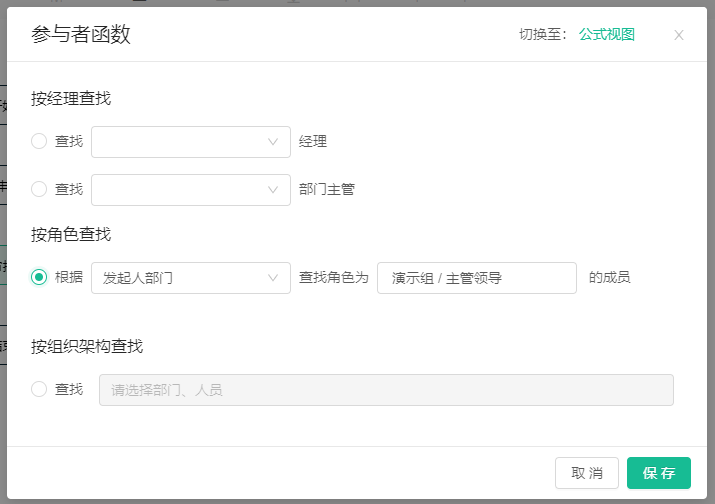 参与者函数 切换至： 公式视图
按经理查找
查找 经理
查找 部门主管
按角色查找
根据 发起人部门 查找角色为 演示组 / 主管领导 的成员
按组织架构查找
查找 请选择部门、人员
取消 保存